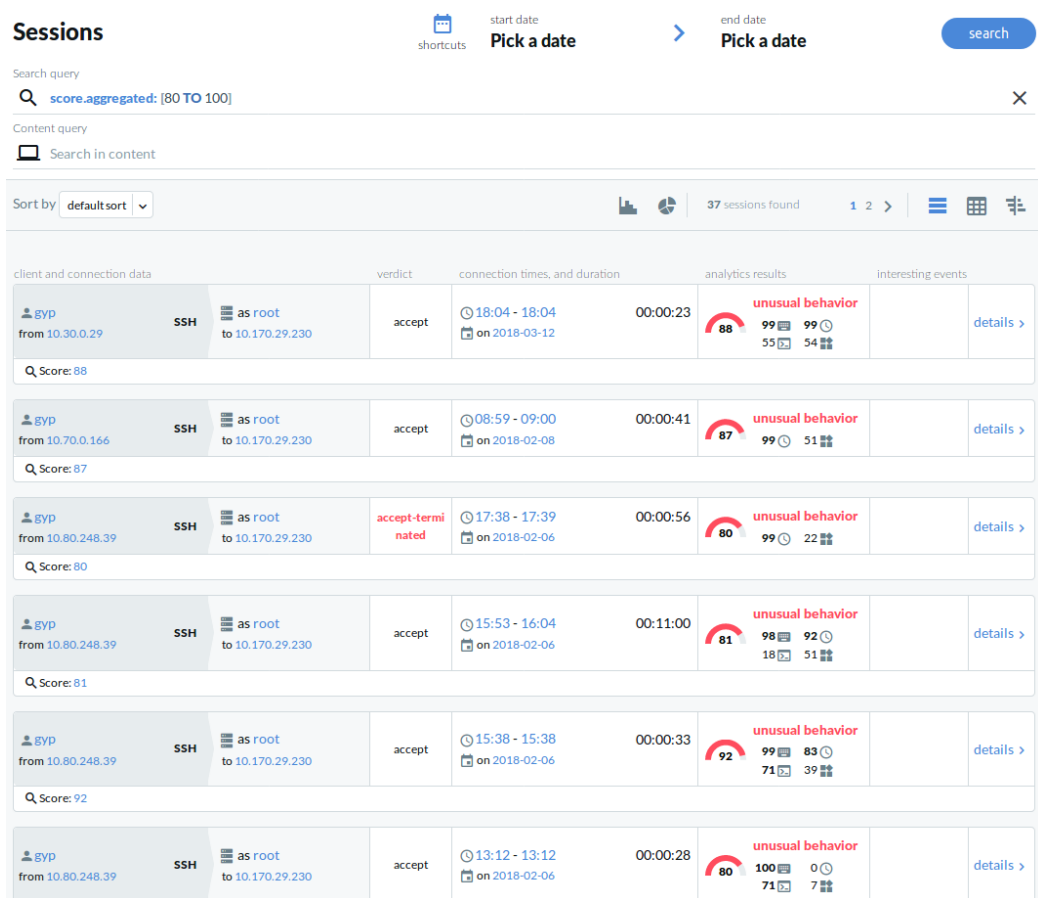 Sessions
shortcuts
start date
Pick a date
end date
Pick a date
search
Search query
score.aggregated: [80 TO 100]
Content query
Search in content
Sort by default sort
37 sessions found
1 2
client and connection data verdict connection times, and duration analytics results interesting events
gyp
from 10.30.0.29
SSH
as root
to 10.170.29.230
accept
18:04 - 18:04
on 2018-03-12
00:00:23
88
unusual behavior
99 99
55 54
details
Score: 88
gyp
from 10.70.0.166
SSH
as root
to 10.170.29.230
accept
08:59 - 09:00
on 2018-02-08
00:00:41
87
unusual behavior
99 51
details
Score: 87
gyp
from 10.80.248.39
SSH
as root
to 10.170.29.230
accept-termi
nated
17:38 - 17:39
on 2018-02-06
00:00:56
80
unusual behavior
99 22
details
Score: 80
gyp
from 10.80.248.39
SSH
as root
to 10.170.29.230
accept
15:53 - 16:04
on 2018-02-06
00:11:00
81
unusual behavior
98 92
18 51
details
Score: 81
gyp
from 10.80.248.39
SSH
as root
to 10.170.29.230
accept
15:38 - 15:38
on 2018-02-06
00:00:33
92
unusual behavior
99 83
71 39
details
Score: 92
gyp
from 10.80.248.39
SSH
as root
to 10.170.29.230
accept
13:12 - 13:12
on 2018-02-06
00:00:28
80
unusual behavior
100 0
71 7
details